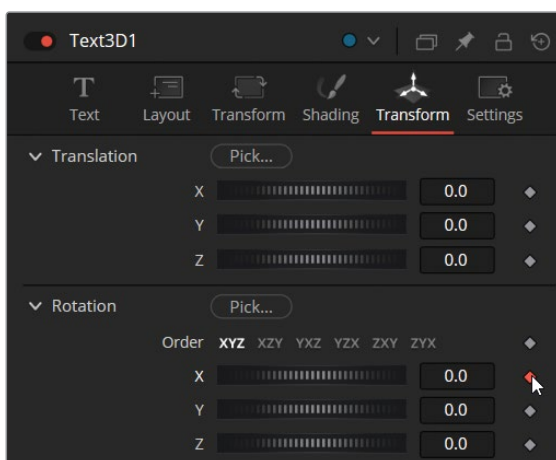 Text3D1
Text Layout Transform Shading Transform Settings
Translation Pick...
X 0.0
Y 0.0
Z 0.0
Rotation Pick...
Order XYZ XZY YXZ YZX ZXY ZYX
X 0.0
Y 0.0
Z 0.0